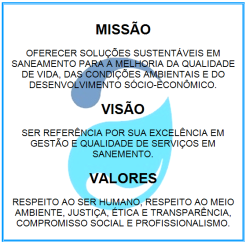 MISSÃO
OFERECER SOLUÇÕES SUSTENTÁVEIS EM
SANEAMENTO PARA A MELHORIA DA QUALIDADE
DE VIDA, DAS CONDIÇÕES AMBIENTAIS E DO
DESENVOLVIMENTO SÓCIO-ECONÔMICO.
VISÃO
SER REFERÊNCIA POR SUA EXCELÊNCIA EM
GESTÃO E QUALIDADE DE SERVIÇOS EM
SANEMENTO.
VALORES
RESPEITO AO SER HUMANO, RESPEITO AO MEIO
AMBIENTE, JUSTIÇA, ÉTICA E TRANSPARÊNCIA,
COMPROMISSO SOCIAL E PROFISSIONALISMO.